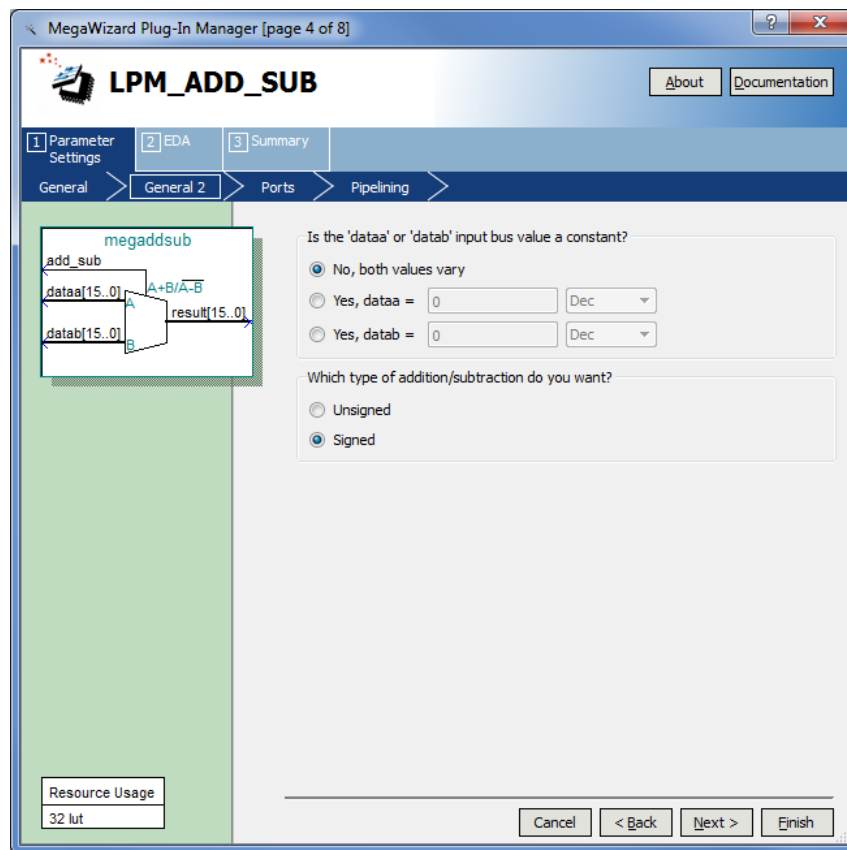 MegaWizard Plug-In Manager [page 4 of 8]
LPM_ADD_SUB
About
Documentation
1 Parameter Settings
2 EDA
3 Summary
General
General 2
Ports
Pipelining
megaddsub
add_sub
A+B/A-B
dataa[15..0]
A
result[15..0]
datab[15..0]
B
Is the 'dataa' or 'datab' input bus value a constant?
No, both values vary
Yes, dataa = 0 Dec
Yes, datab = 0 Dec
Which type of addition/subtraction do you want?
Unsigned
Signed
Resource Usage
32 lut
Cancel
< Back
Next >
Finish